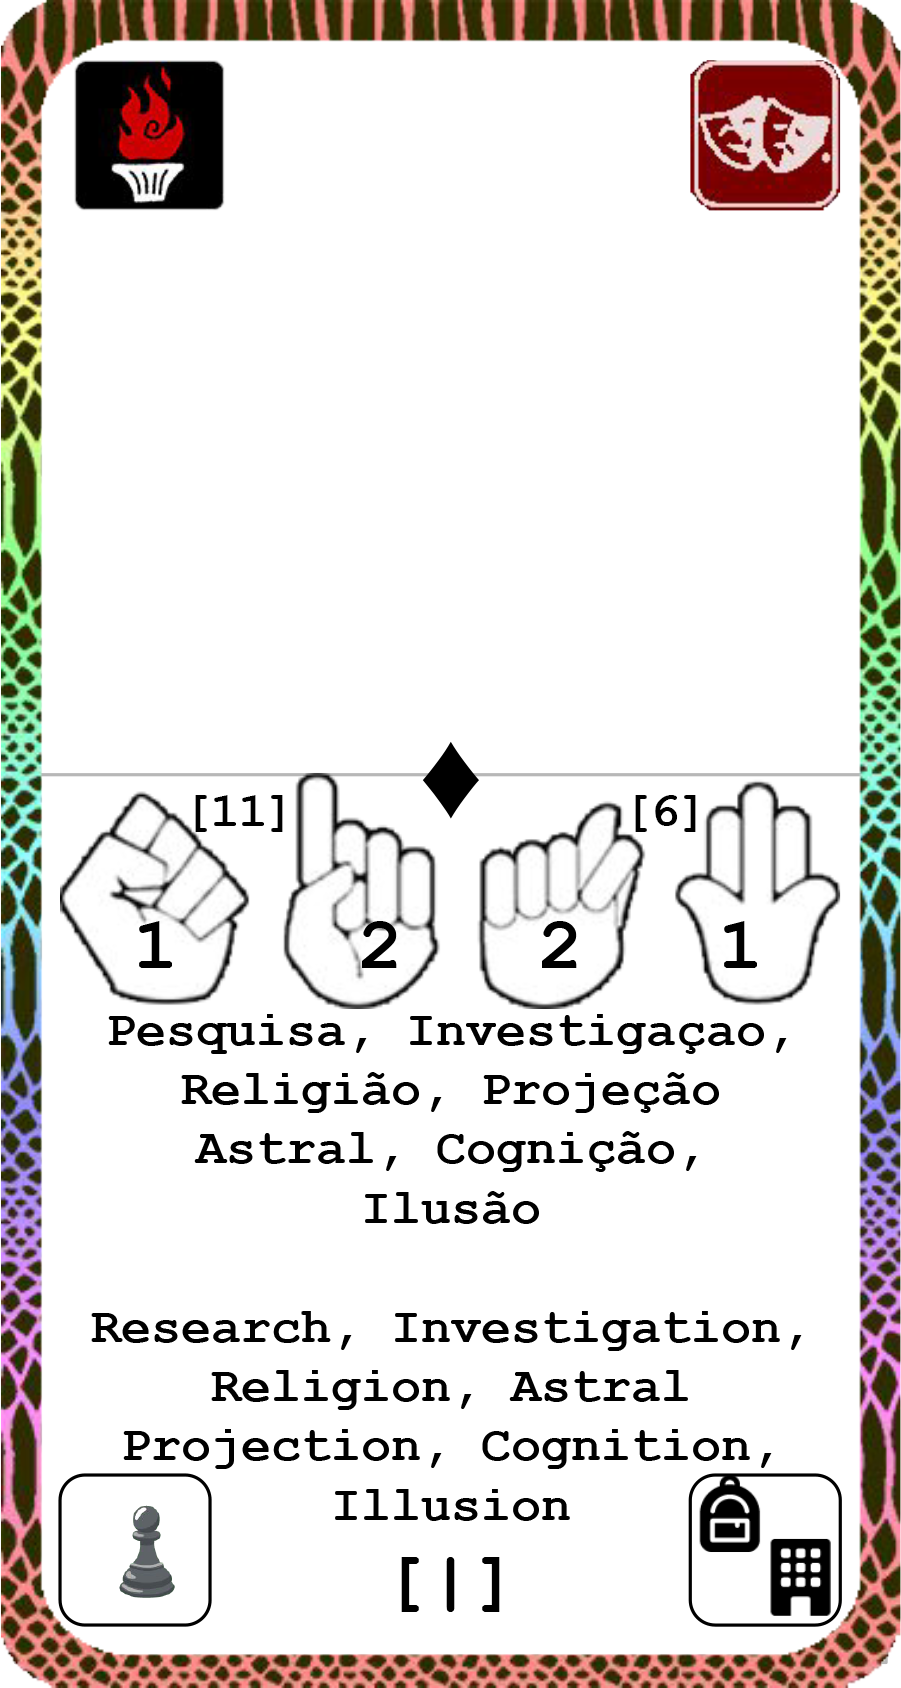 [11] [6]
1 2 2 1
Pesquisa, Investigaçao,
Religião, Projeção
Astral, Cognição,
Ilusão
Research, Investigation,
Religion, Astral
Projection, Cognition,
Illusion
[|]